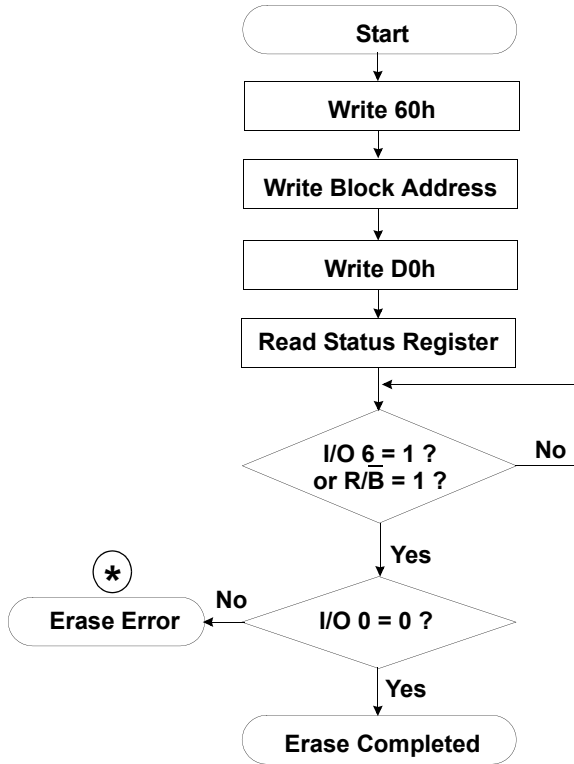 Start
Write 60h
Write Block Address
Write D0h
Read Status Register
I/O 6 = 1 ?
or R/B̅ = 1 ?
No
Yes
*
Erase Error
No
I/O 0 = 0 ?
Yes
Erase Completed